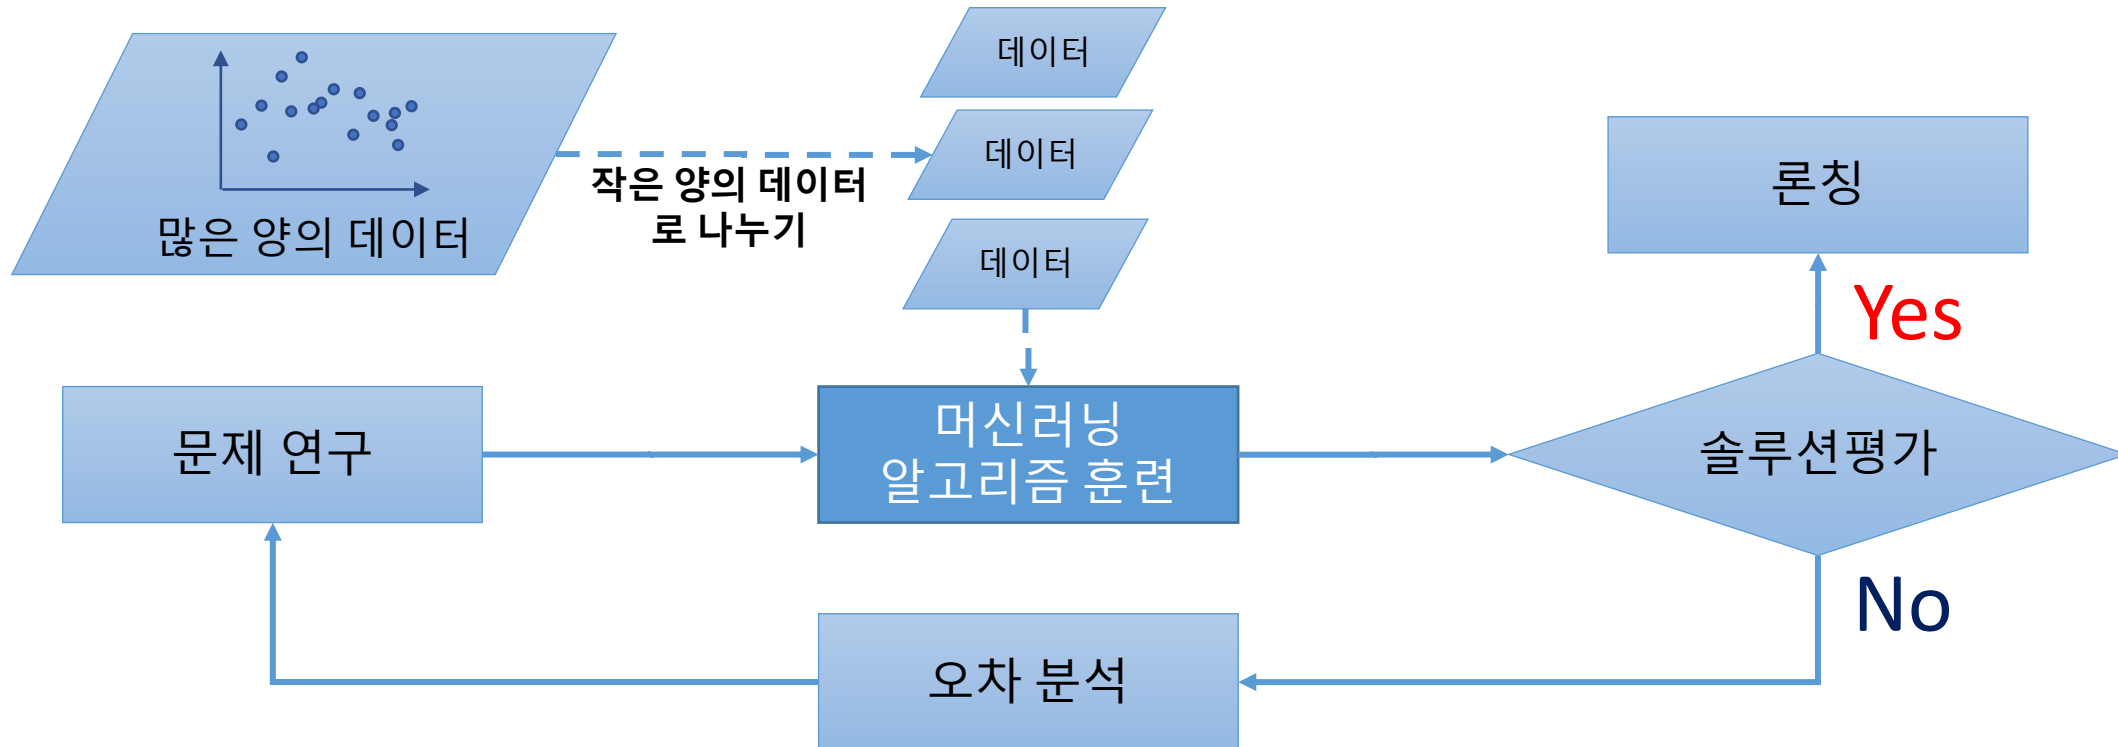 많은 양의 데이터
작은 양의 데이터
로 나누기
데이터
데이터
데이터
론칭
Yes
문제 연구
머신러닝
알고리즘 훈련
솔루션평가
No
오차 분석